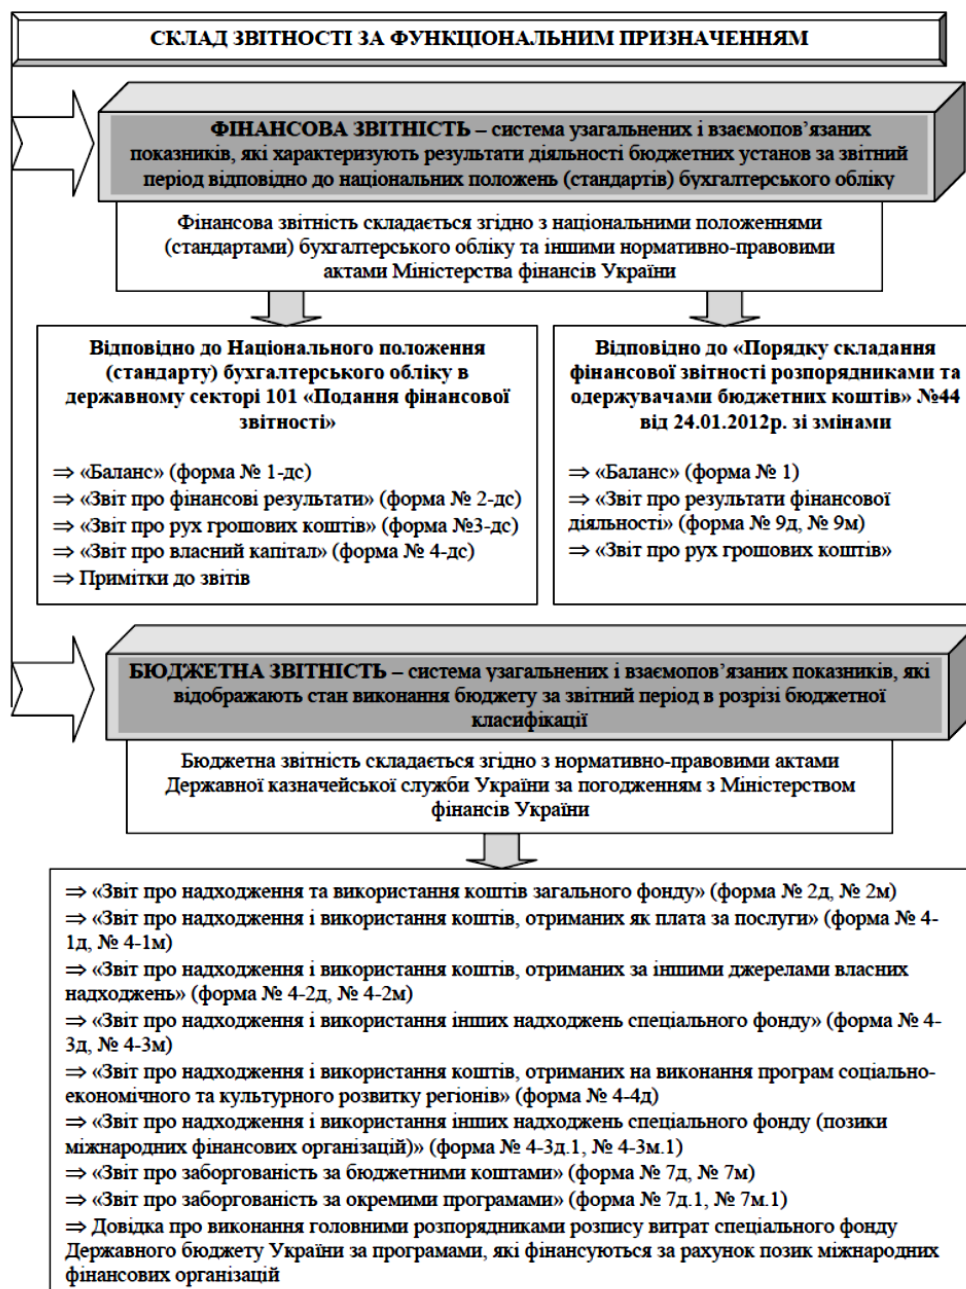 СКЛАД ЗВІТНОСТІ ЗА ФУНКЦІОНАЛЬНИМ ПРИЗНАЧЕННЯМ
ФІНАНСОВА ЗВІТНІСТЬ – система узагальнених і взаємопов’язаних
показників, які характеризують результати діяльності бюджетних установ за звітний
період відповідно до національних положень (стандартів) бухгалтерського обліку
Фінансова звітність складається згідно з національними положеннями
(стандартами) бухгалтерського обліку та іншими нормативно-правовими
актами Міністерства фінансів України
Відповідно до Національного положення
(стандарту) бухгалтерського обліку в
державному секторі 101 «Подання фінансової
звітності»
⇒ «Баланс» (форма № 1-дс)
⇒ «Звіт про фінансові результати» (форма № 2-дс)
⇒ «Звіт про рух грошових коштів» (форма №3-дс)
⇒ «Звіт про власний капітал» (форма № 4-дс)
⇒ Примітки до звітів
Відповідно до «Порядку складання
фінансової звітності розпорядниками та
одержувачами бюджетних коштів» №44
від 24.01.2012р. зі змінами
⇒ «Баланс» (форма № 1)
⇒ «Звіт про результати фінансової
діяльності» (форма № 9д, № 9м)
⇒ «Звіт про рух грошових коштів»
БЮДЖЕТНА ЗВІТНІСТЬ – система узагальнених і взаємопов’язаних показників, які
відображають стан виконання бюджету за звітний період в розрізі бюджетної
класифікації
Бюджетна звітність складається згідно з нормативно-правовими актами
Державної казначейської служби України за погодженням з Міністерством
фінансів України
⇒ «Звіт про надходження та використання коштів загального фонду» (форма № 2д, № 2м)
⇒ «Звіт про надходження і використання коштів, отриманих як плата за послуги» (форма № 4-
1д, № 4-1м)
⇒ «Звіт про надходження і використання коштів, отриманих за іншими джерелами власних
надходжень» (форма № 4-2д, № 4-2м)
⇒ «Звіт про надходження і використання інших надходжень спеціального фонду» (форма № 4-
3д, № 4-3м)
⇒ «Звіт про надходження і використання коштів, отриманих на виконання програм соціально-
економічного та культурного розвитку регіонів» (форма № 4-4д)
⇒ «Звіт про надходження і використання інших надходжень спеціального фонду (позики
міжнародних фінансових організацій)» (форма № 4-3д.1, № 4-3м.1)
⇒ «Звіт про заборгованість за бюджетними коштами» (форма № 7д, № 7м)
⇒ «Звіт про заборгованість за окремими програмами» (форма № 7д.1, № 7м.1)
⇒ Довідка про виконання головними розпорядниками розпису витрат спеціального фонду
Державного бюджету України за програмами, які фінансуються за рахунок позик міжнародних
фінансових організацій